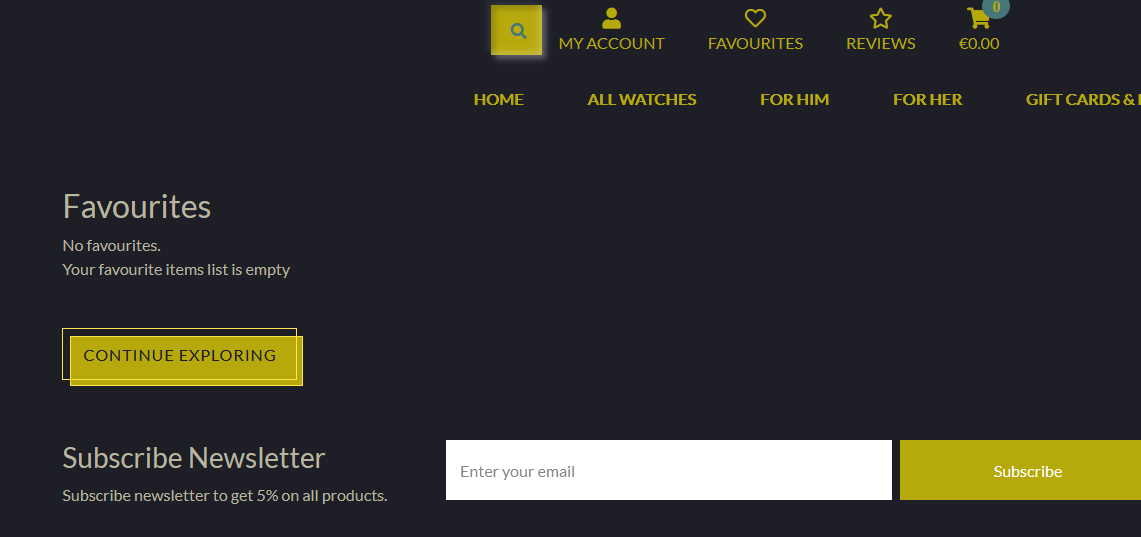 0
MY ACCOUNT FAVOURITES REVIEWS €0.00
HOME ALL WATCHES FOR HIM FOR HER GIFT CARDS &
Favourites
No favourites.
Your favourite items list is empty
CONTINUE EXPLORING
Subscribe Newsletter
Enter your email
Subscribe
Subscribe newsletter to get 5% on all products.